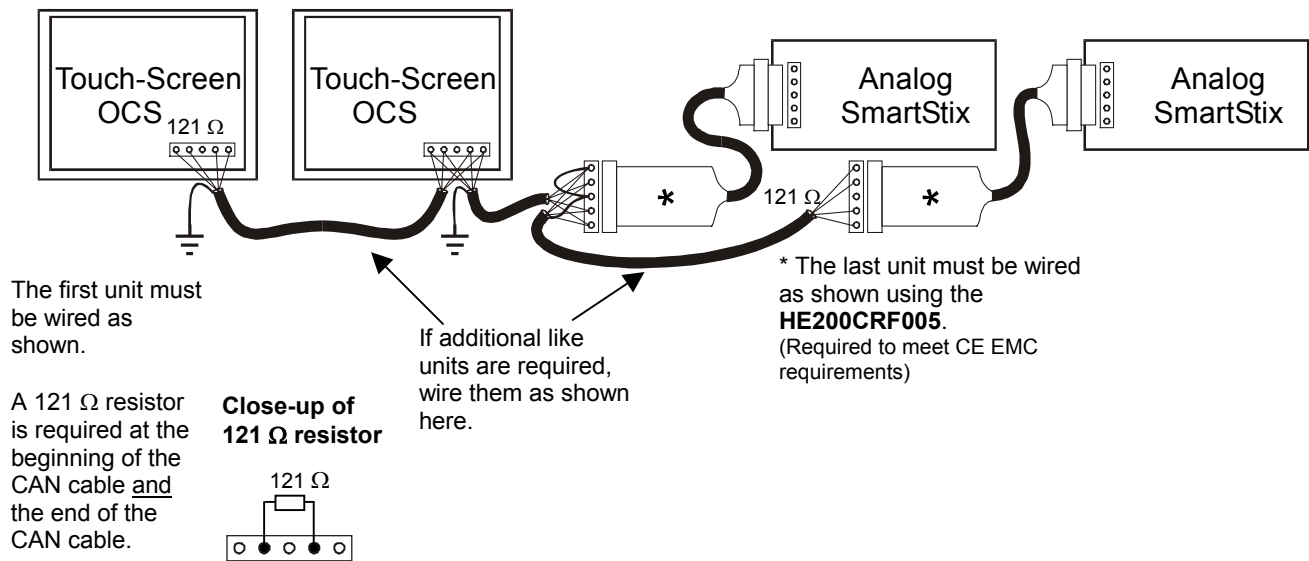 Touch-Screen
OCS
121 Ω
Touch-Screen
OCS
Analog
SmartStix
Analog
SmartStix
*
121 Ω
*
The first unit must
be wired as
shown.
A 121 Ω resistor
is required at the
beginning of the
CAN cable and
the end of the
CAN cable.
Close-up of
121 Ω resistor
121 Ω
If additional like
units are required,
wire them as shown
here.
* The last unit must be wired
as shown using the
HE200CRF005.
(Required to meet CE EMC
requirements)